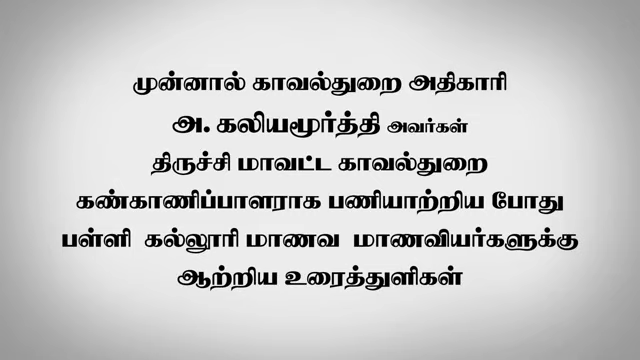 முன்னால் காவல்துறை அதிகாரி
அ. கலியமூர்த்தி அவர்கள்
திருச்சி மாவட்ட காவல்துறை
கண்காணிப்பாளராக பணியாற்றிய போது
பள்ளி கல்லூரி மாணவ மாணவியர்களுக்கு
ஆற்றிய உரைத்துளிகள்